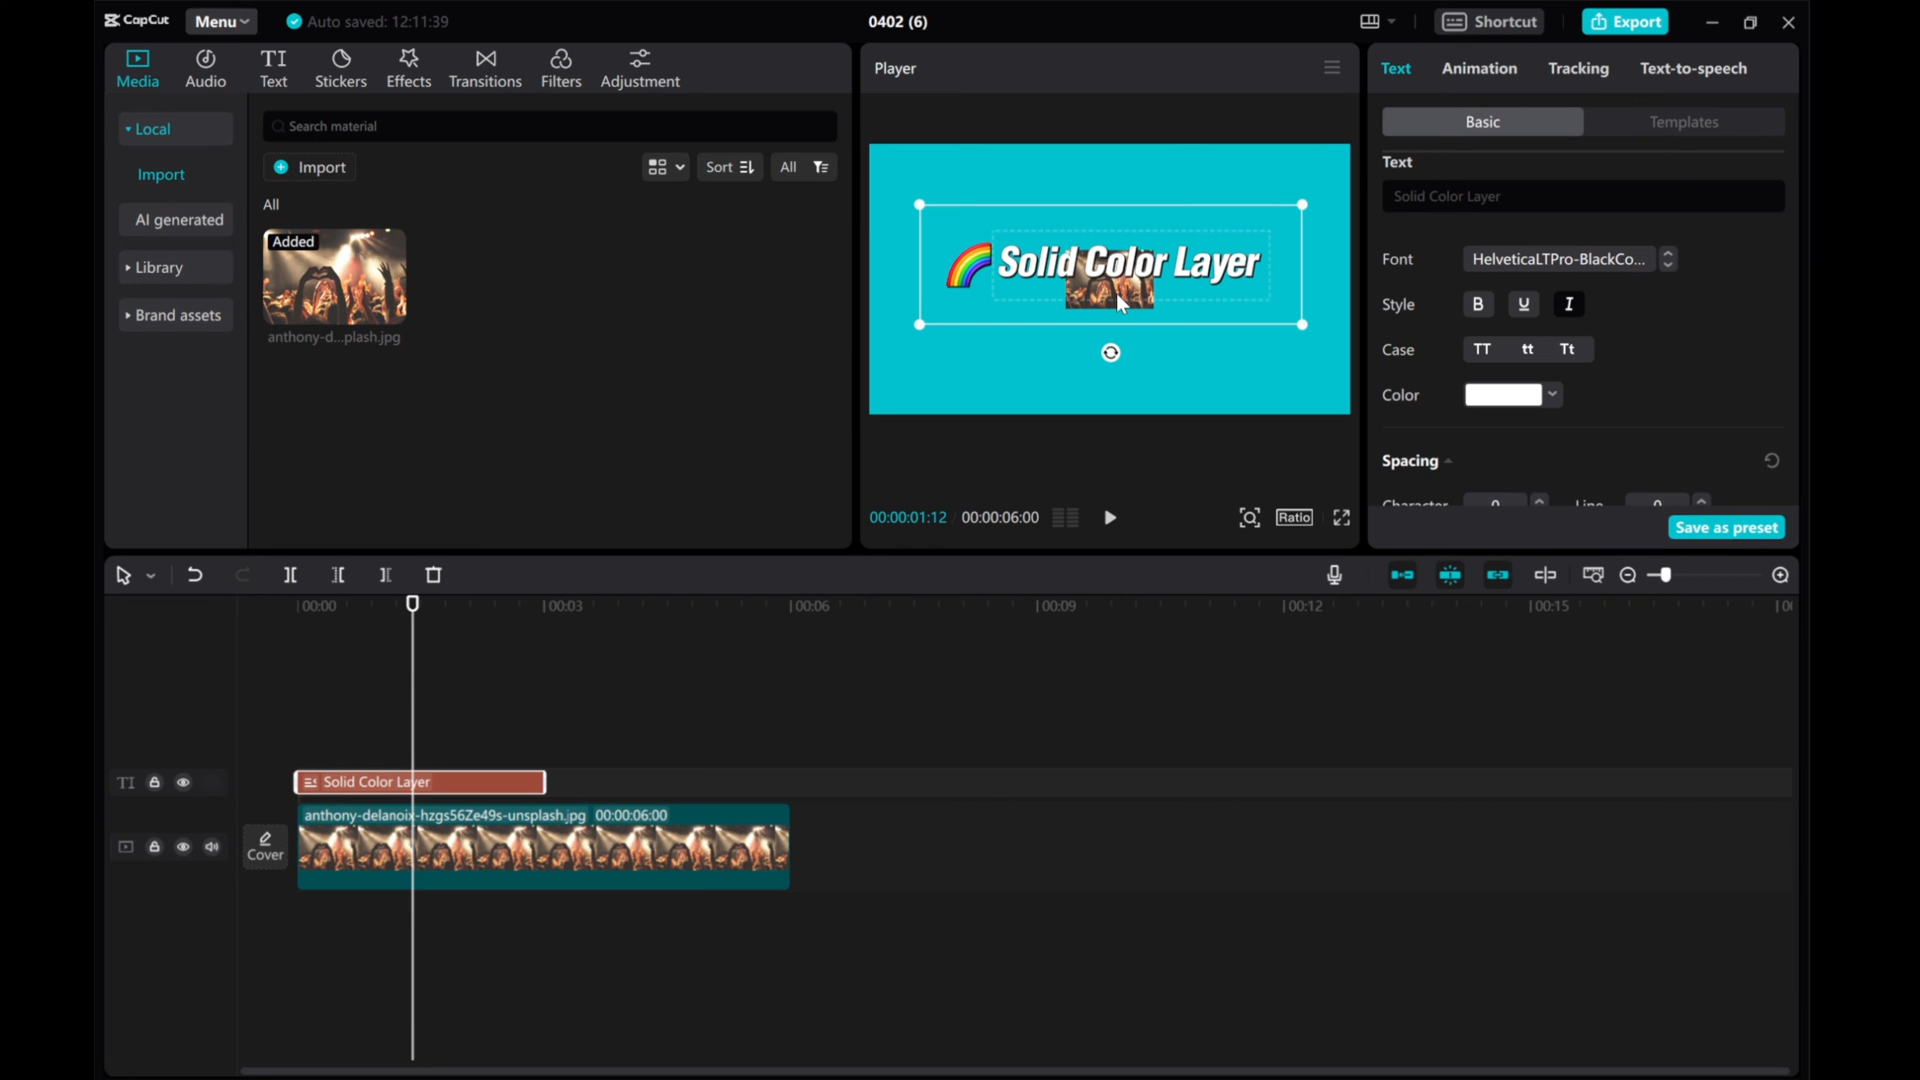 CapCut
Menu
Auto saved: 12:11:39
0402 (6)
Shortcut
Export
Media
Audio
Text
Stickers
Effects
Transitions
Filters
Adjustment
Local
Import
AI generated
Library
Brand assets
Search material
Import
Sort
All
All
Added
anthony-d...plash.jpg
Player
Solid Color Layer
00:00:01:12
00:00:06:00
Ratio
Text
Animation
Tracking
Text-to-speech
Basic
Templates
Text
Solid Color Layer
Font
HelveticaLTPro-BlackCo...
Style
B U I
Case
TT tt Tt
Color
Spacing
Character 0 Line 0
Save as preset
00:00
00:03
00:06
00:09
00:12
00:15
TI
Solid Color Layer
Cover
anthony-delanoix-hzgs56Ze49s-unsplash.jpg 00:00:06:00